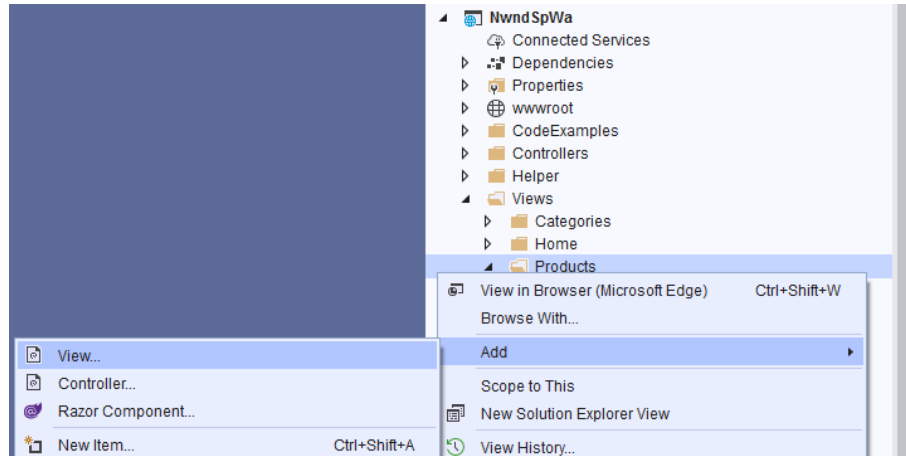 NwndSpWa
Connected Services
Dependencies
Properties
wwwroot
CodeExamples
Controllers
Helper
Views
Categories
Home
Products
View in Browser (Microsoft Edge) Ctrl+Shift+W
Browse With...
Add
Scope to This
New Solution Explorer View
View History...
View...
Controller...
Razor Component...
New Item... Ctrl+Shift+A